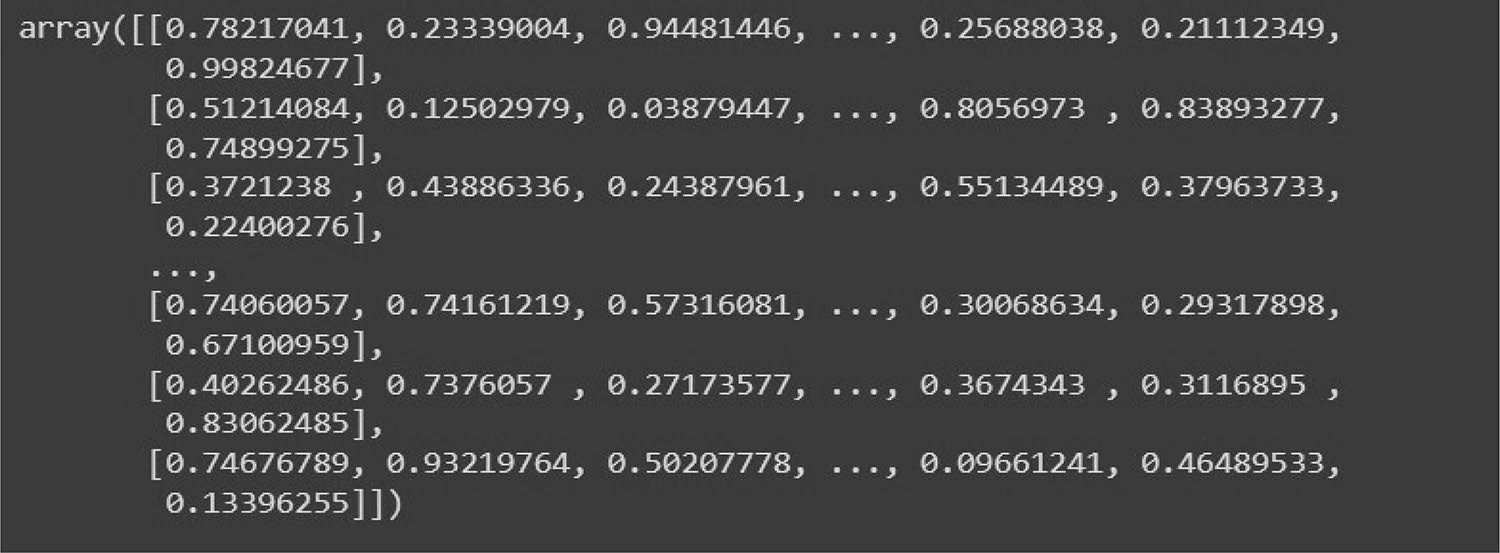 array([[0.78217041, 0.23339004, 0.94481446, ..., 0.25688038, 0.21112349,
0.99824677],
[0.51214084, 0.12502979, 0.03879447, ..., 0.8056973 , 0.83893277,
0.74899275],
[0.3721238 , 0.43886336, 0.24387961, ..., 0.55134489, 0.37963733,
0.22400276],
...,
[0.74060057, 0.74161219, 0.57316081, ..., 0.30068634, 0.29317898,
0.67100959],
[0.40262486, 0.7376057 , 0.27173577, ..., 0.3674343 , 0.3116895 ,
0.83062485],
[0.74676789, 0.93219764, 0.50207778, ..., 0.09661241, 0.46489533,
0.13396255]])